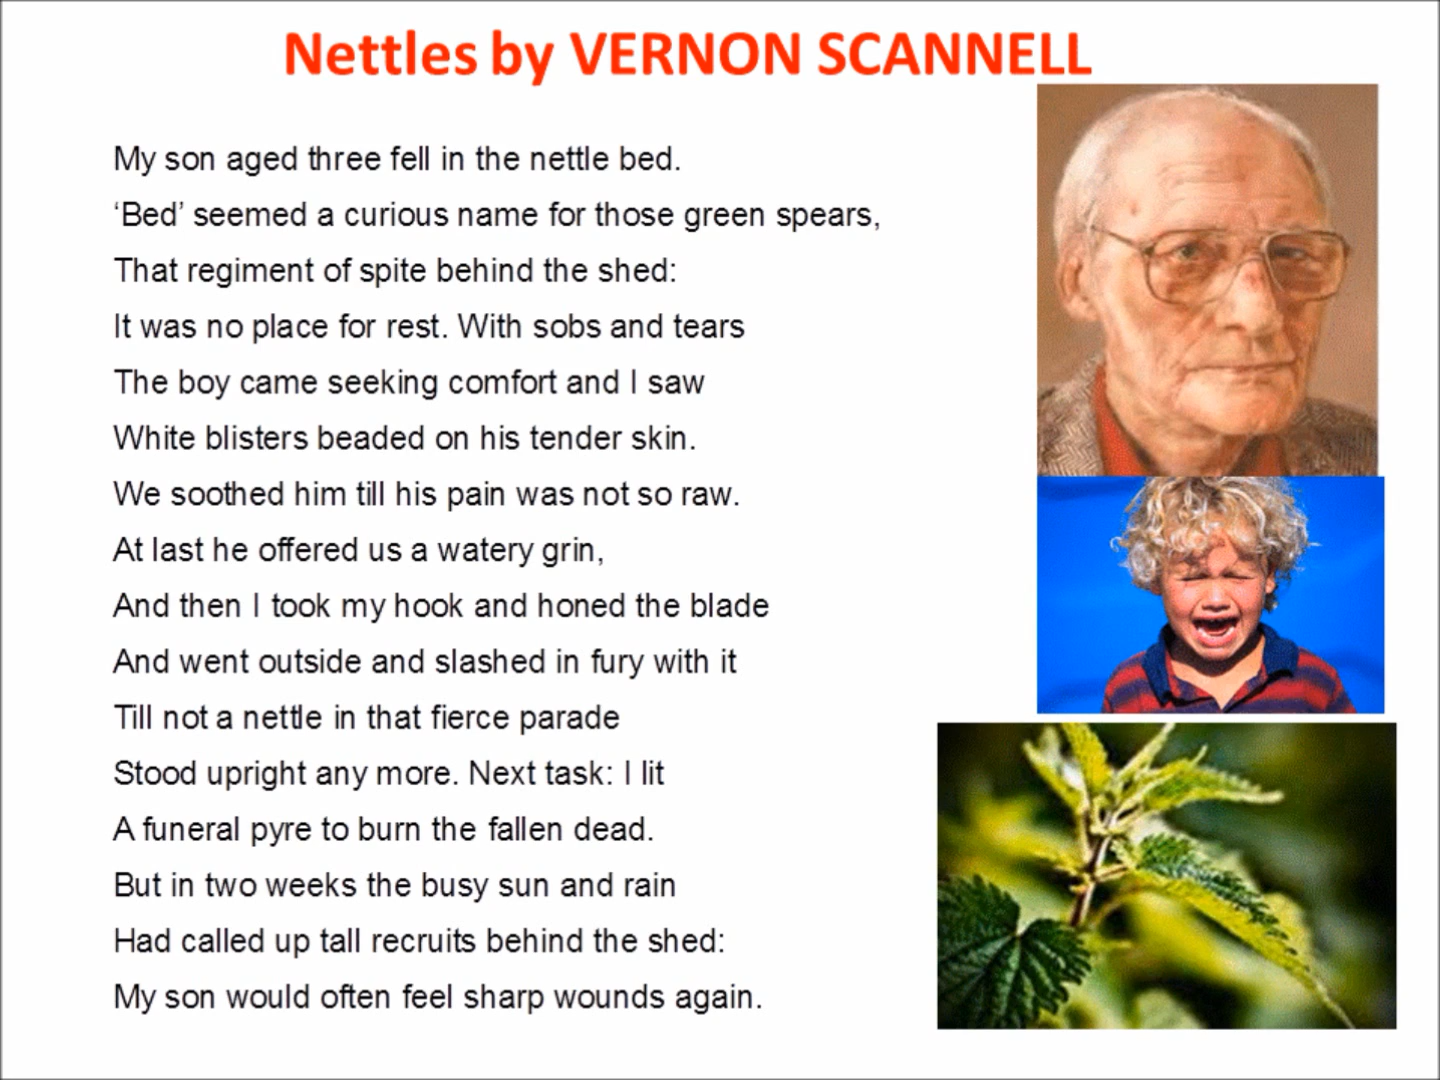 Nettles by VERNON SCANNELL
My son aged three fell in the nettle bed.
‘Bed’ seemed a curious name for those green spears,
That regiment of spite behind the shed:
It was no place for rest. With sobs and tears
The boy came seeking comfort and I saw
White blisters beaded on his tender skin.
We soothed him till his pain was not so raw.
At last he offered us a watery grin,
And then I took my hook and honed the blade
And went outside and slashed in fury with it
Till not a nettle in that fierce parade
Stood upright any more. Next task: I lit
A funeral pyre to burn the fallen dead.
But in two weeks the busy sun and rain
Had called up tall recruits behind the shed:
My son would often feel sharp wounds again.